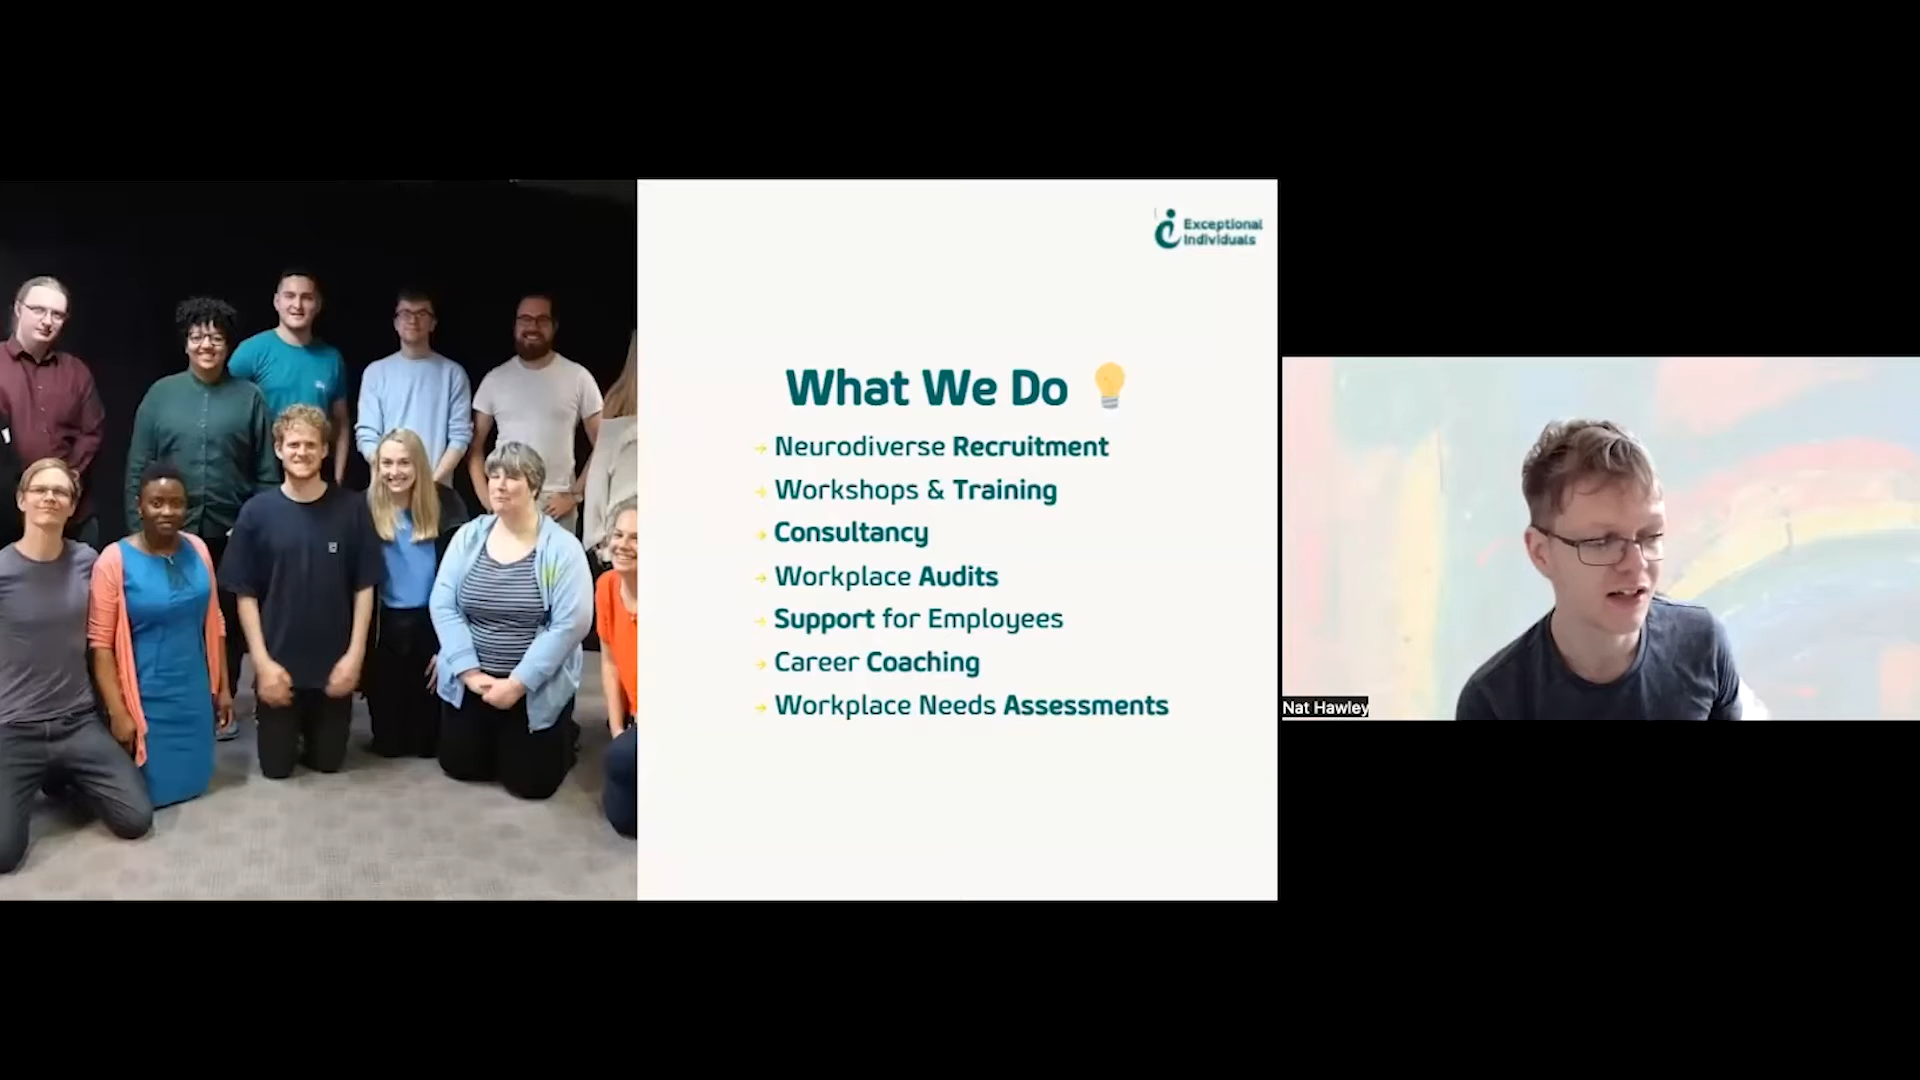 Exceptional
Individuals
What We Do
Neurodiverse Recruitment
Workshops & Training
Consultancy
Workplace Audits
Support for Employees
Career Coaching
Workplace Needs Assessments
Nat Hawley